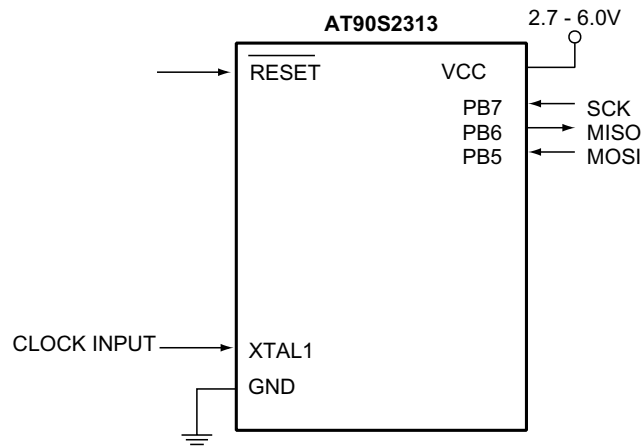 AT90S2313
2.7 - 6.0V
RESET
VCC
PB7
SCK
PB6
MISO
PB5
MOSI
CLOCK INPUT
XTAL1
GND